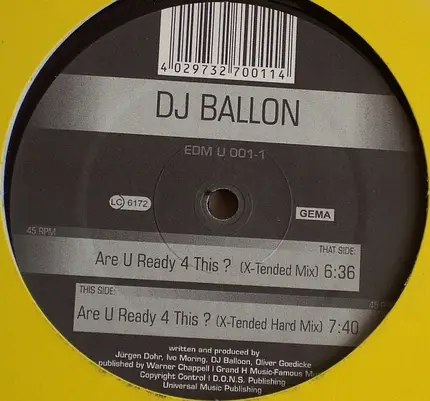 4 029732 700114
DJ BALLON
EDM U 001-1
LC 6172
GEMA
45 RPM
THAT SIDE:
Are U Ready 4 This ? (X-Tended Mix) 6:36
THIS SIDE:
45 RPM
Are U Ready 4 This ? (X-Tended Hard Mix) 7:40
written and produced by
Jürgen Dohr, Ivo Moring, DJ Balloon, Oliver Goedicke
published by Warner Chappell | Grand H Music-Famous
Copyright Control | D.O.N.S. Publishing
Universal Music Publishing